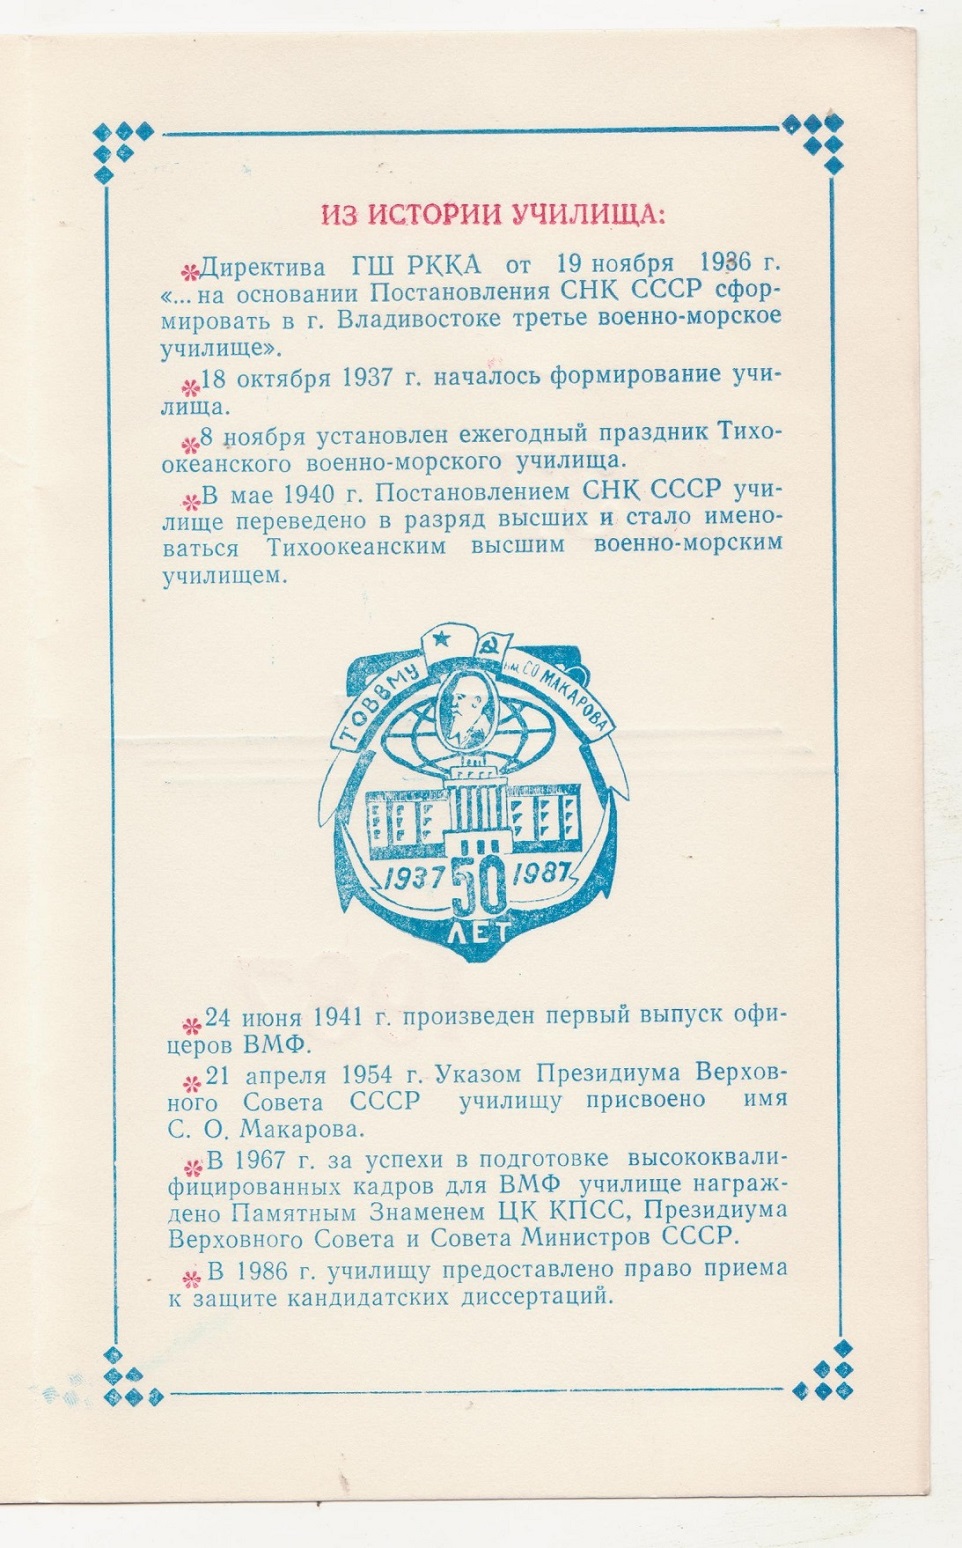 ИЗ ИСТОРИИ УЧИЛИЩА:
Директива ГШ РККА от 19 ноября 1936 г.
«... на основании Постановления СНК СССР сфор-
мировать в г. Владивостоке третье военно-морское
училище».
18 октября 1937 г. началось формирование учи-
лища.
8 ноября установлен ежегодный праздник Тихо-
океанского военно-морского училища.
В мае 1940 г. Постановлением СНК СССР учи-
лище переведено в разряд высших и стало имено-
ваться Тихоокеанским высшим военно-морским
училищем.
ТОВВМУ им. СО МАКАРОВА
1937 50 1987
ЛЕТ
24 июня 1941 г. произведен первый выпуск офи-
церов ВМФ.
21 апреля 1954 г. Указом Президиума Верхов-
ного Совета СССР училищу присвоено имя
С. О. Макарова.
В 1967 г. за успехи в подготовке высококвали-
фицированных кадров для ВМФ училище награж-
дено Памятным Знаменем ЦК КПСС, Президиума
Верховного Совета и Совета Министров СССР.
В 1986 г. училищу предоставлено право приема
к защите кандидатских диссертаций.